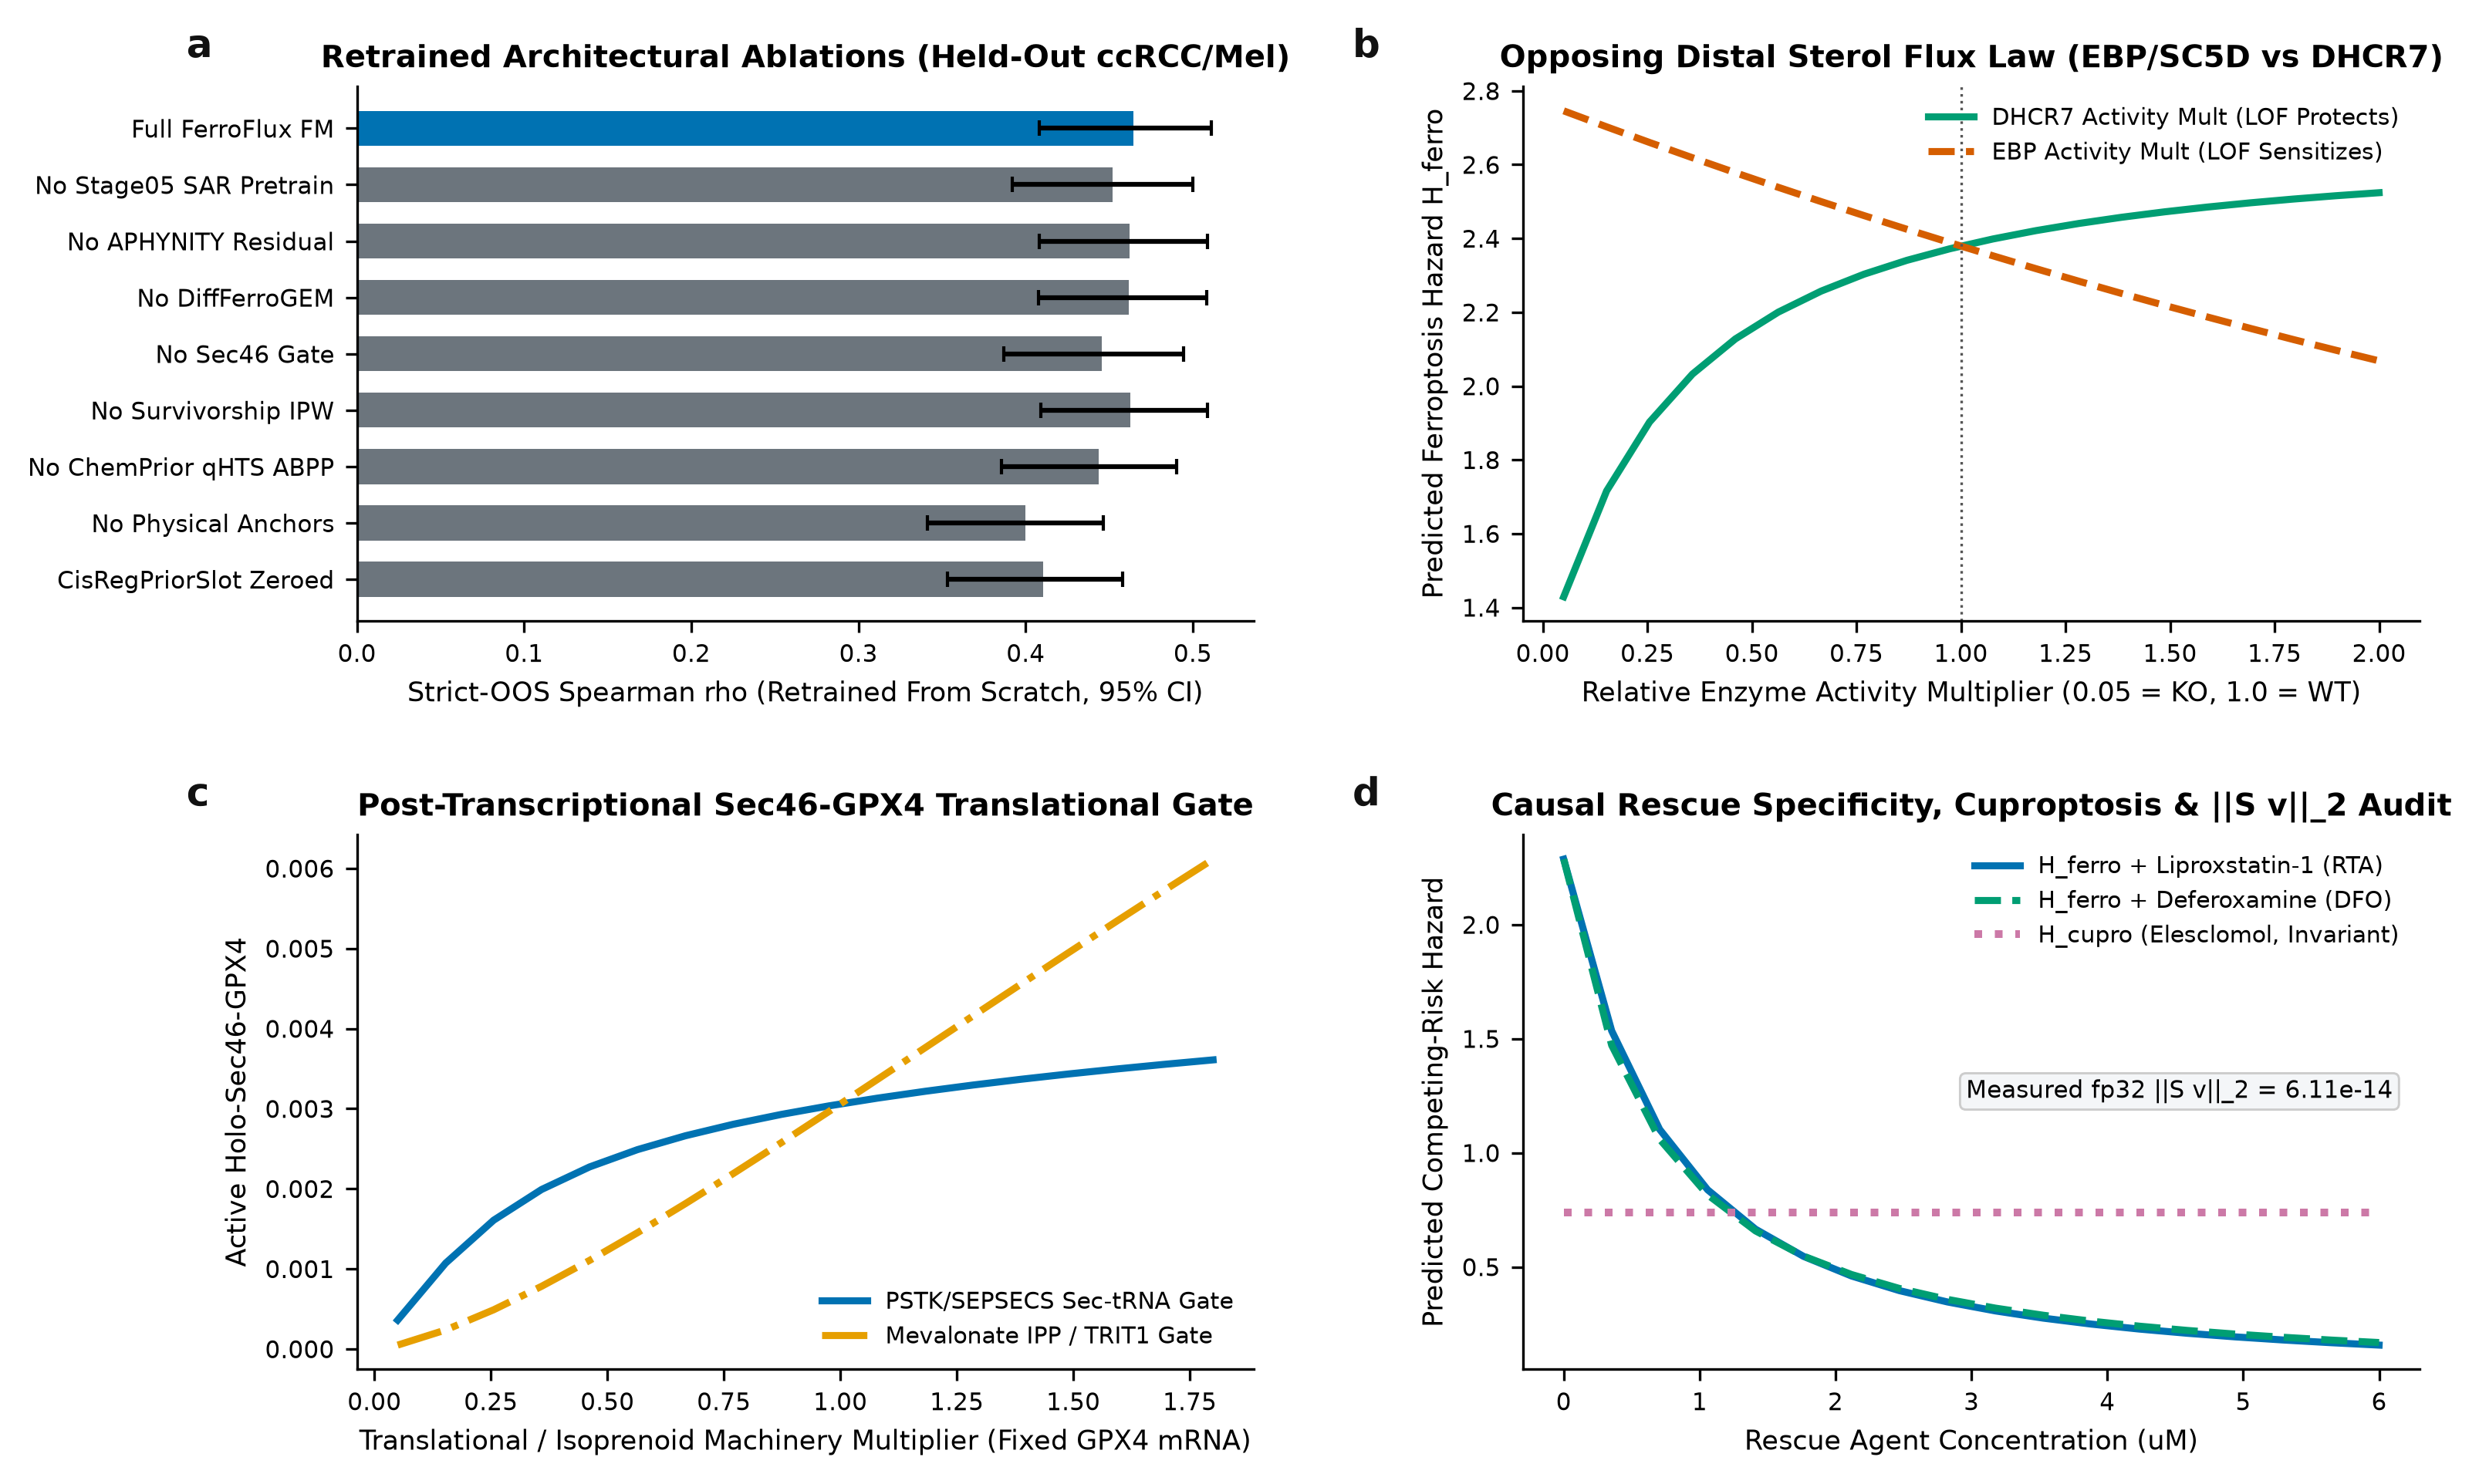 a
Retrained Architectural Ablations (Held-Out ccRCC/Mel)
Full FerroFlux FM
No Stage05 SAR Pretrain
No APHYNITY Residual
No DiffFerroGEM
No Sec46 Gate
No Survivorship IPW
No ChemPrior qHTS ABPP
No Physical Anchors
CisRegPriorSlot Zeroed
0.0 0.1 0.2 0.3 0.4 0.5
Strict-OOS Spearman rho (Retrained From Scratch, 95% CI)
b
Opposing Distal Sterol Flux Law (EBP/SC5D vs DHCR7)
Predicted Ferroptosis Hazard H_ferro
2.8
2.6
2.4
2.2
2.0
1.8
1.6
1.4
DHCR7 Activity Mult (LOF Protects)
EBP Activity Mult (LOF Sensitizes)
0.00 0.25 0.50 0.75 1.00 1.25 1.50 1.75 2.00
Relative Enzyme Activity Multiplier (0.05 = KO, 1.0 = WT)
c
Post-Transcriptional Sec46-GPX4 Translational Gate
Active Holo-Sec46-GPX4
0.006
0.005
0.004
0.003
0.002
0.001
0.000
PSTK/SEPSECS Sec-tRNA Gate
Mevalonate IPP / TRIT1 Gate
0.00 0.25 0.50 0.75 1.00 1.25 1.50 1.75
Translational / Isoprenoid Machinery Multiplier (Fixed GPX4 mRNA)
d
Causal Rescue Specificity, Cuproptosis & ||S v||_2 Audit
Predicted Competing-Risk Hazard
2.0
1.5
1.0
0.5
H_ferro + Liproxstatin-1 (RTA)
H_ferro + Deferoxamine (DFO)
H_cupro (Elesclomol, Invariant)
Measured fp32 ||S v||_2 = 6.11e-14
0 1 2 3 4 5 6
Rescue Agent Concentration (uM)